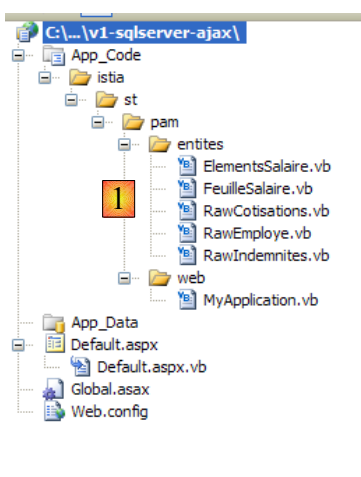 C:\...\v1-sqlserver-ajax\
App_Code
istia
st
pam
entites
ElementsSalaire.vb
FeuilleSalaire.vb
1
RawCotisations.vb
RawEmploye.vb
RawIndemnites.vb
web
MyApplication.vb
App_Data
Default.aspx
Default.aspx.vb
Global.asax
Web.config